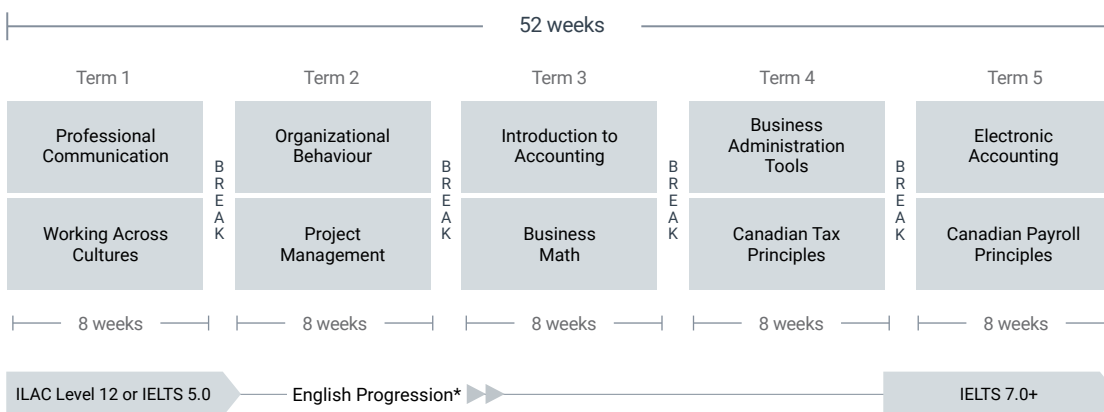 52 weeks
Term 1
Term 2
Term 3
Term 4
Term 5
Professional
Communication
Organizational
Behaviour
Introduction to
Accounting
Business
Administration
Tools
Electronic
Accounting
BREAK
BREAK
BREAK
BREAK
Working Across
Cultures
Project
Management
Business
Math
Canadian Tax
Principles
Canadian Payroll
Principles
8 weeks
8 weeks
8 weeks
8 weeks
8 weeks
ILAC Level 12 or IELTS 5.0
English Progression*
IELTS 7.0+